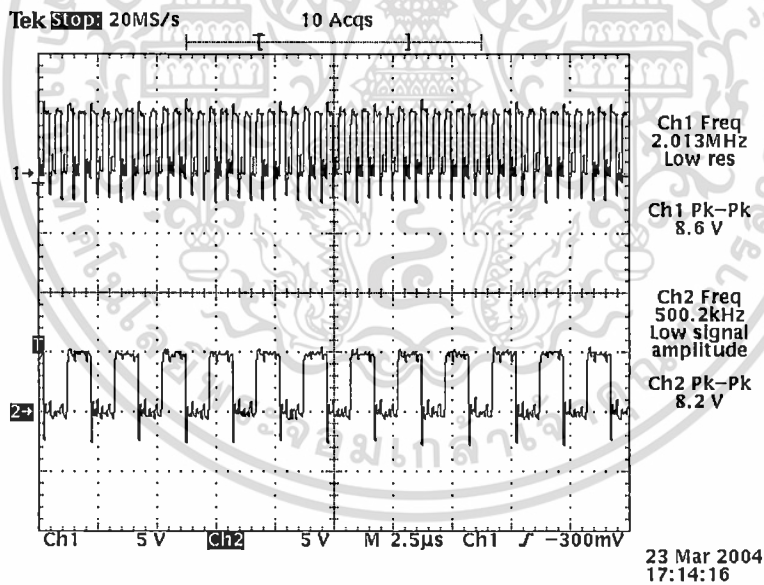 Tek Stop: 20MS/s 10 Acqs
T
Ch1 Freq
2.013MHz
Low res
1→
Ch1 Pk-Pk
8.6 V
Ch2 Freq
500.2kHz
Low signal
amplitude
T
Ch2 Pk-Pk
8.2 V
2→
Ch1 5 V Ch2 5 V M 2.5µs Ch1 ∫ -300mV
23 Mar 2004
17:14:16